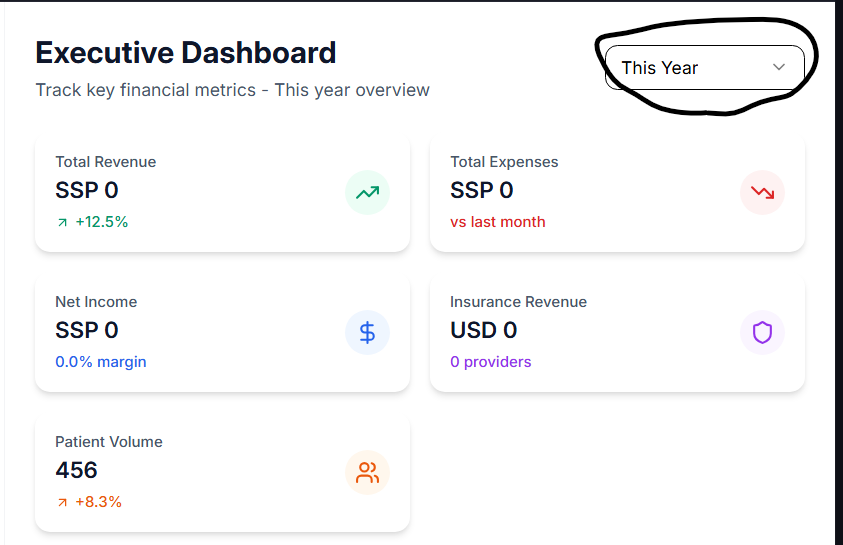 Executive Dashboard
This Year
Track key financial metrics - This year overview
Total Revenue
SSP 0
+12.5%
Total Expenses
SSP 0
vs last month
Net Income
SSP 0
0.0% margin
Insurance Revenue
USD 0
0 providers
Patient Volume
456
+8.3%